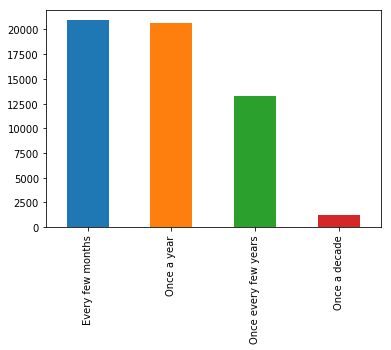 20000
17500
15000
12500
10000
7500
5000
2500
0
Every few months
Once a year
Once every few years
Once a decade